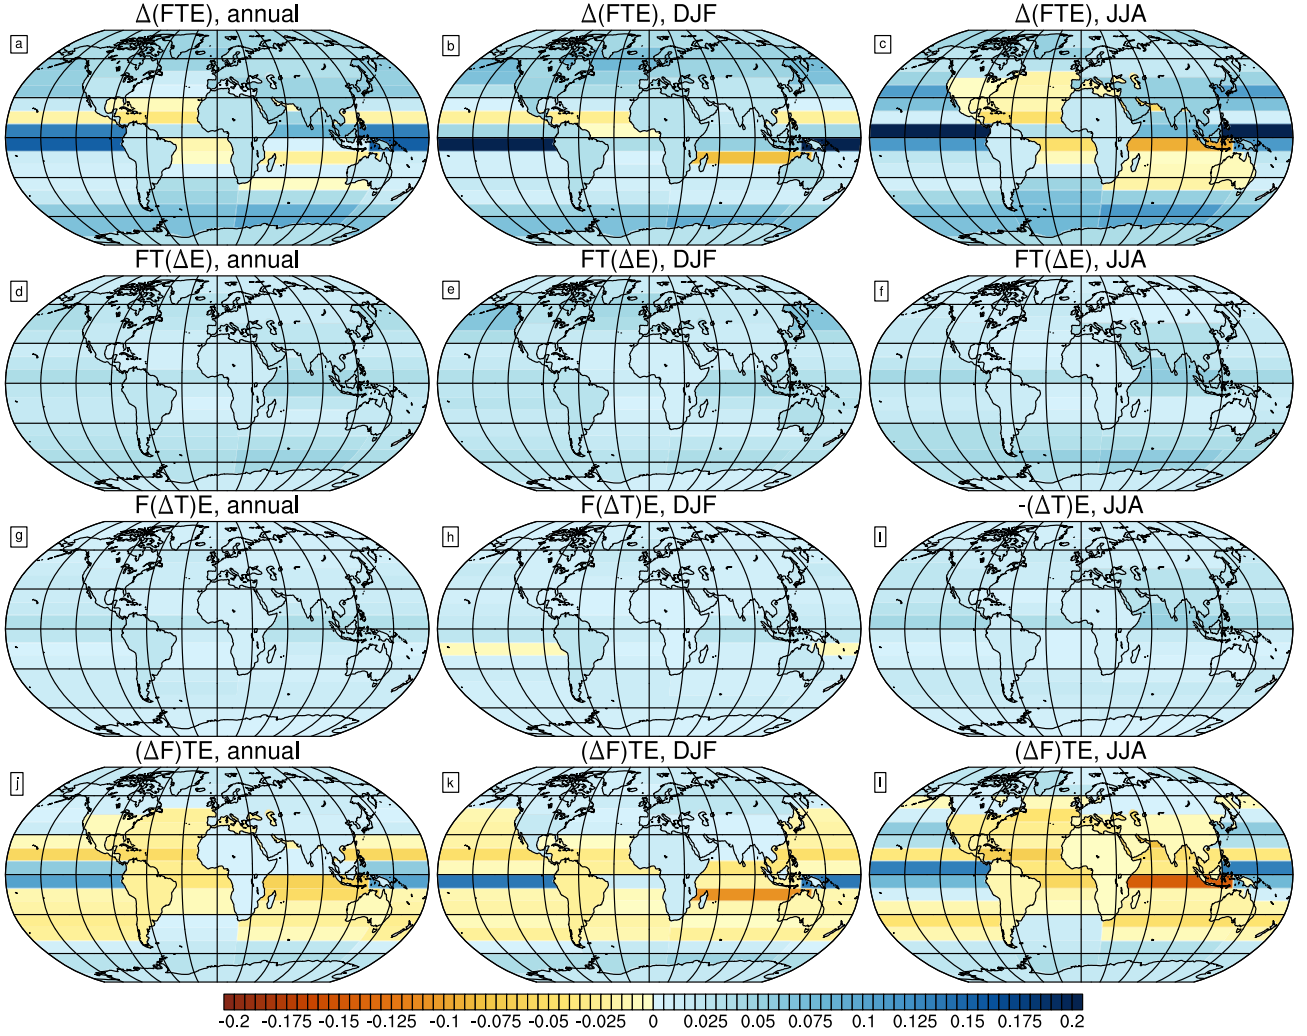 Δ(FTE), annual Δ(FTE), DJF Δ(FTE), JJA
a b c
FT(ΔE), annual FT(ΔE), DJF FT(ΔE), JJA
d e f
F(ΔT)E, annual F(ΔT)E, DJF -(ΔT)E, JJA
g h I
(ΔF)TE, annual (ΔF)TE, DJF (ΔF)TE, JJA
j k l
-0.2 -0.175 -0.15 -0.125 -0.1 -0.075 -0.05 -0.025 0 0.025 0.05 0.075 0.1 0.125 0.15 0.175 0.2